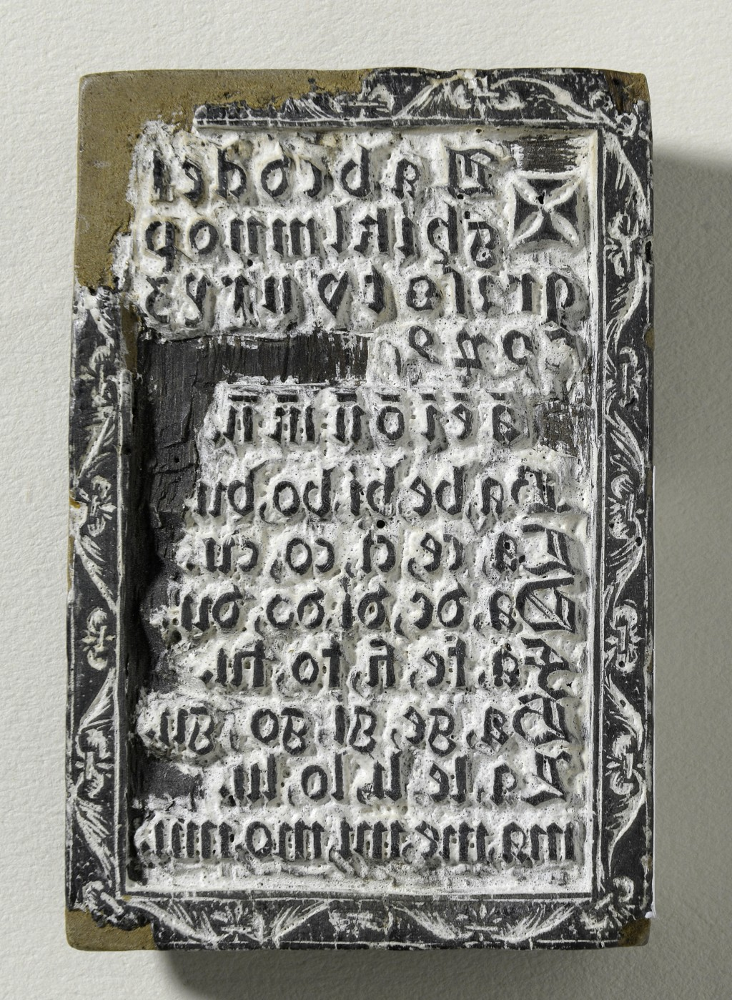 ✠ A a b c d d e f
g h i k l m n o p
q r ꝛ ſ s t v u x y z
ā ē ī ō ū m̄ n̄
Ba be bi bo bu
Ca ce ci co cu.
Da de di do du
Fa fe fi fo fu.
Ga ge gi go gu.
La le li lo lu.
ma me mi mo mu